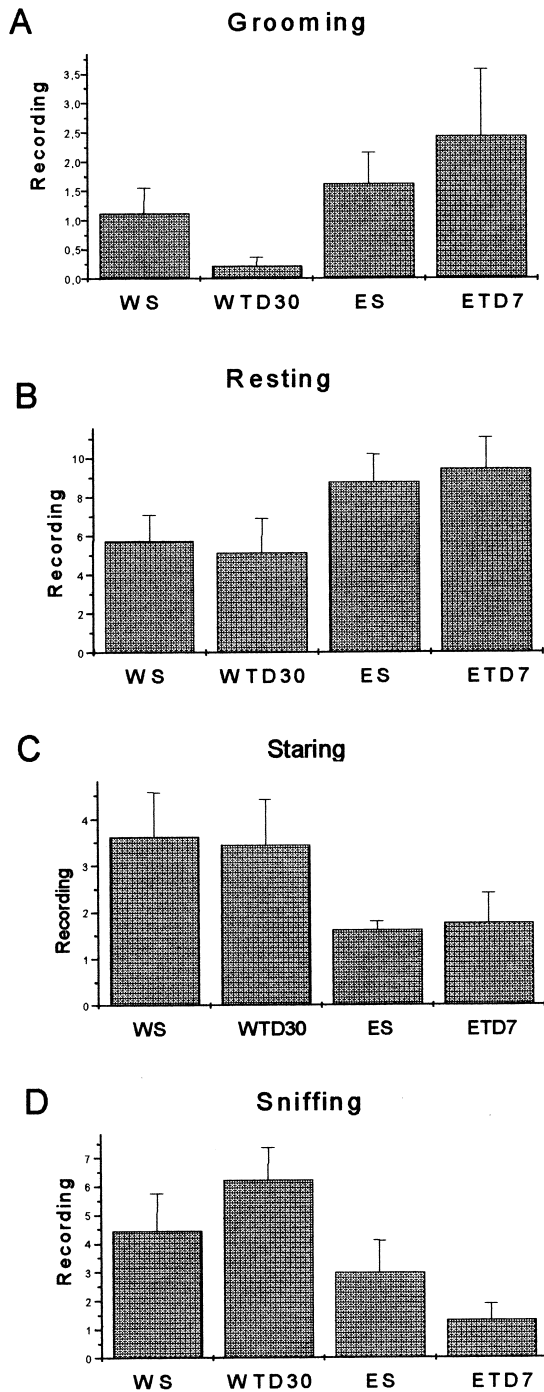 A
Grooming
Recording
3,5
3,0
2,5
2,0
1,5
1,0
0,5
0,0
WS WTD30 ES ETD7
B
Resting
Recording
10
8
6
4
2
0
WS WTD30 ES ETD7
C
Staring
Recording
4
3
2
1
0
WS WTD30 ES ETD7
D
Sniffing
Recording
7
6
5
4
3
2
1
0
WS WTD30 ES ETD7